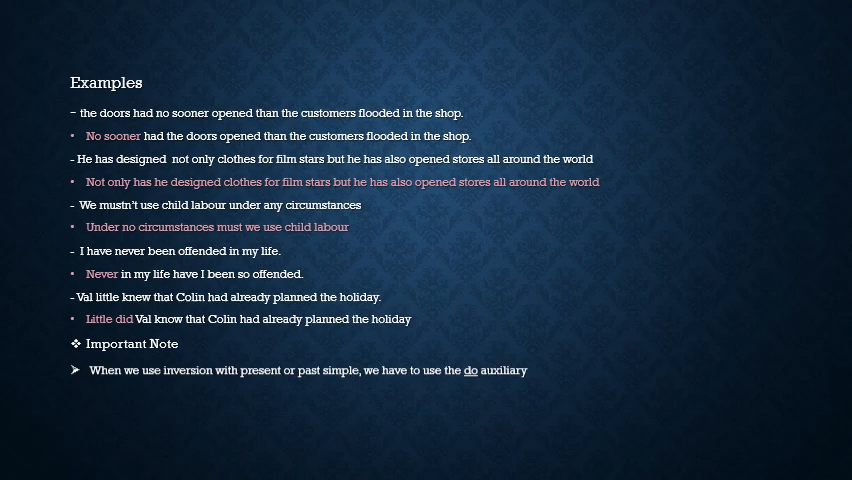 Examples
- the doors had no sooner opened than the customers flooded in the shop.
• No sooner had the doors opened than the customers flooded in the shop.
- He has designed  not only clothes for film stars but he has also opened stores all around the world
• Not only has he designed clothes for film stars but he has also opened stores all around the world
- We mustn't use child labour under any circumstances
• Under no circumstances must we use child labour
- I have never been offended in my life.
• Never in my life have I been so offended.
- Val little knew that Colin had already planned the holiday.
• Little did Val know that Colin had already planned the holiday
❖ Important Note
➢ When we use inversion with present or past simple, we have to use the do auxiliary